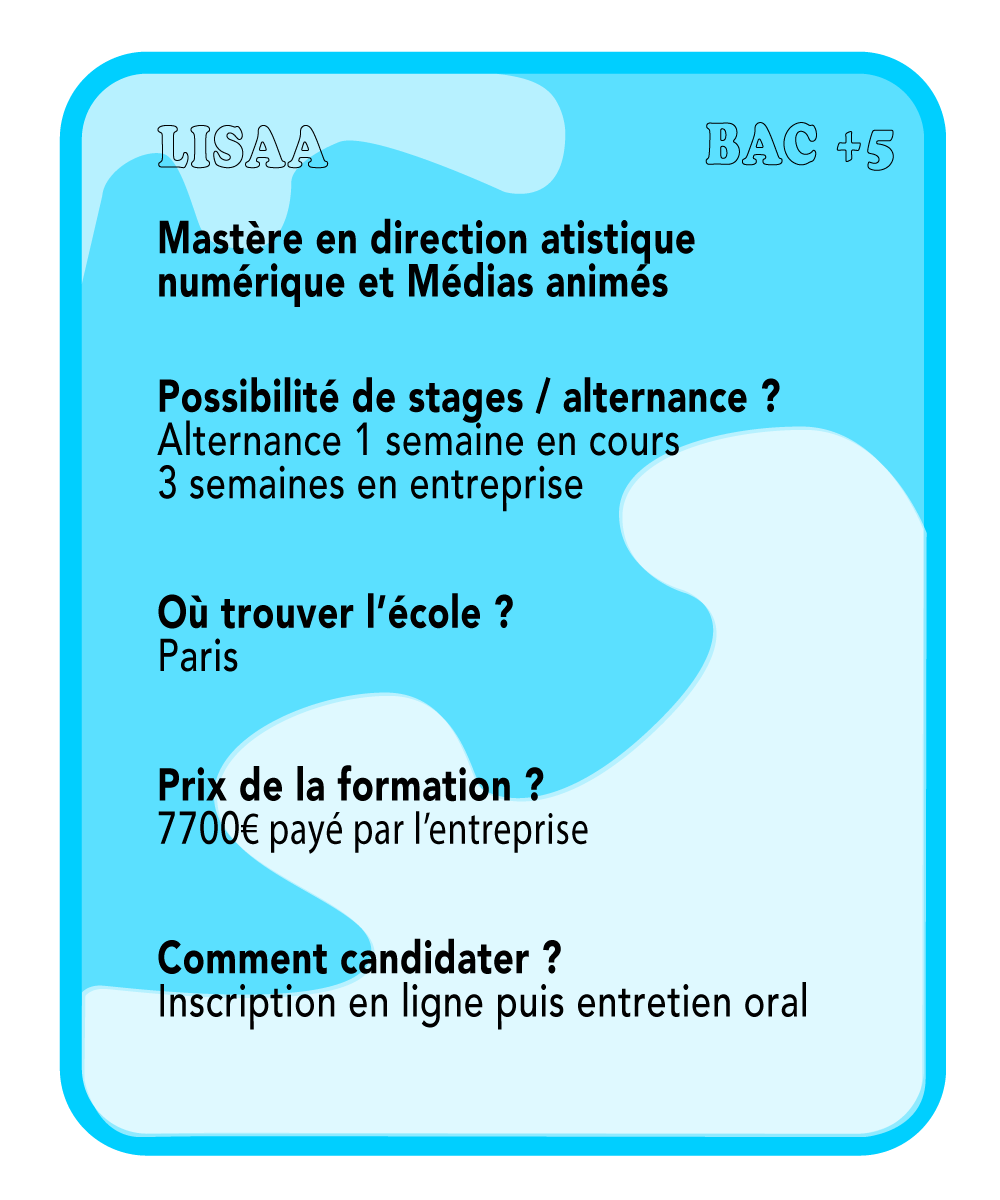 LISAA
BAC +5
Mastère en direction atistique
numérique et Médias animés
Possibilité de stages / alternance ?
Alternance 1 semaine en cours
3 semaines en entreprise
Où trouver l’école ?
Paris
Prix de la formation ?
7700€ payé par l’entreprise
Comment candidater ?
Inscription en ligne puis entretien oral